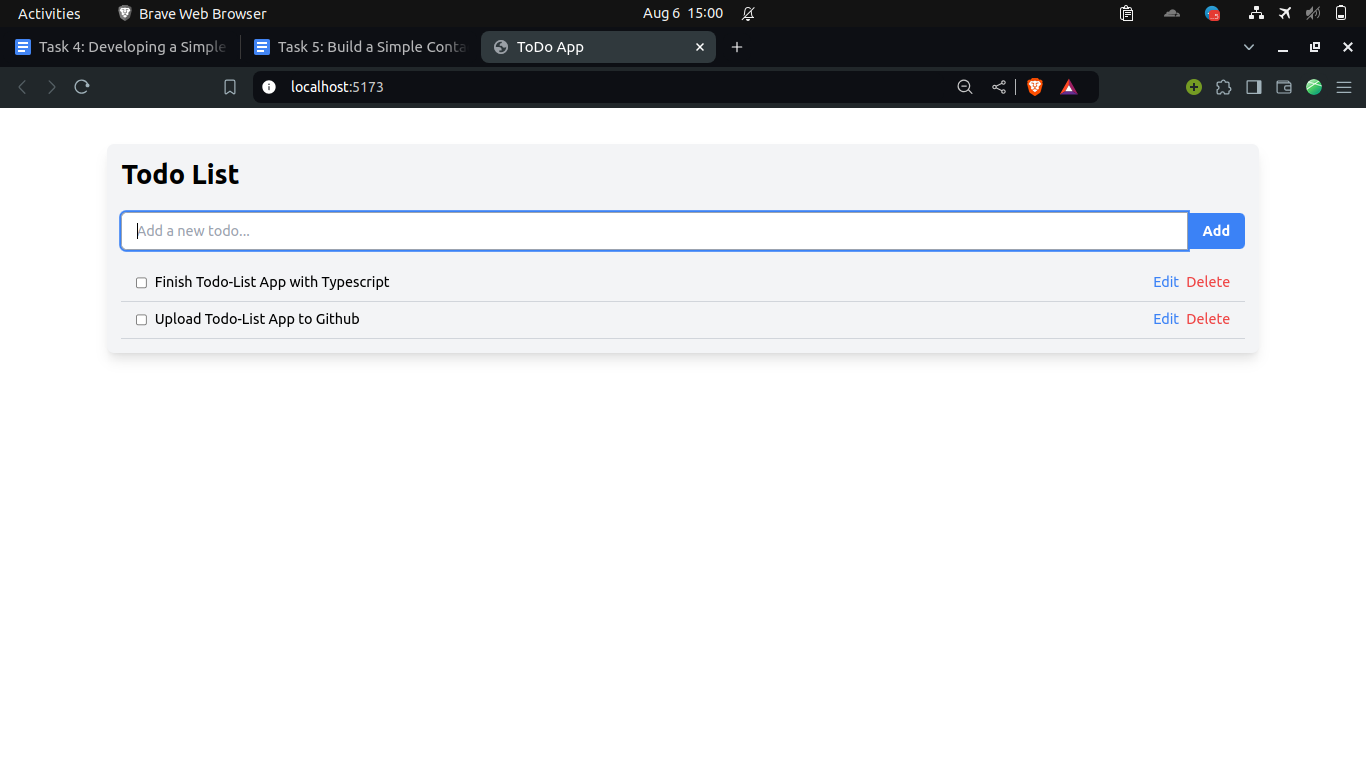 Activities Brave Web Browser Aug 6 15:00
Task 4: Developing a Simple Task 5: Build a Simple Conta ToDo App
localhost:5173
Todo List
Add a new todo... Add
Finish Todo-List App with Typescript Edit Delete
Upload Todo-List App to Github Edit Delete